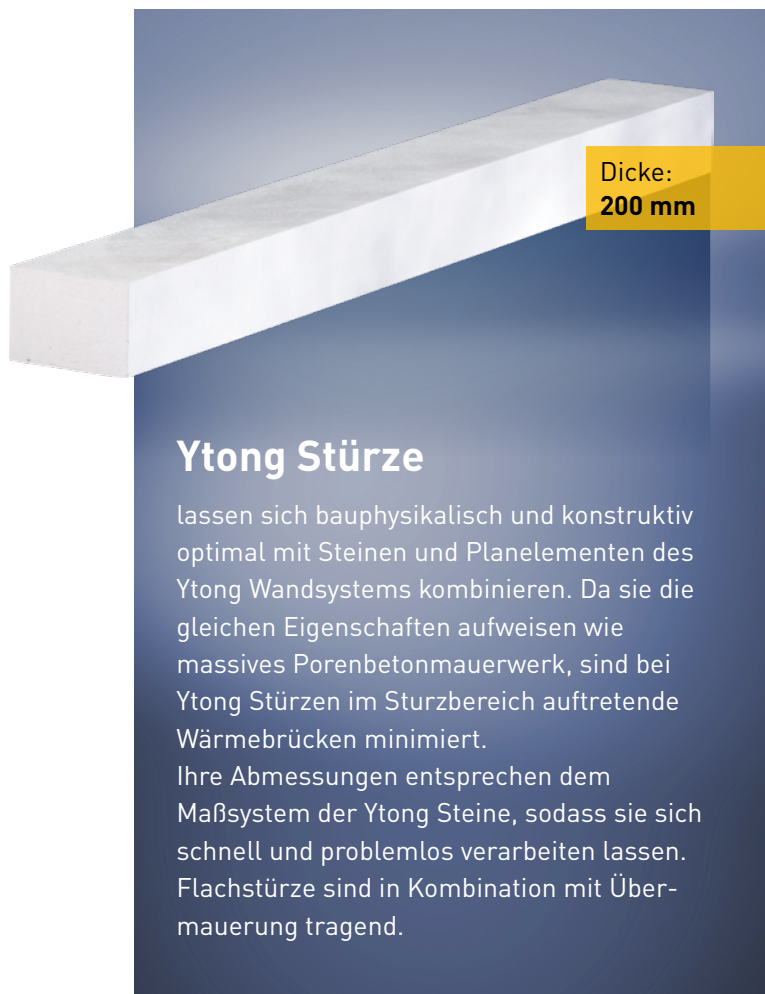 Dicke:
200 mm
Ytong Stürze
lassen sich bauphysikalisch und konstruktiv
optimal mit Steinen und Planelementen des
Ytong Wandsystems kombinieren. Da sie die
gleichen Eigenschaften aufweisen wie
massives Porenbetonmauerwerk, sind bei
Ytong Stürzen im Sturzbereich auftretende
Wärmebrücken minimiert.
Ihre Abmessungen entsprechen dem
Maßsystem der Ytong Steine, sodass sie sich
schnell und problemlos verarbeiten lassen.
Flachstürze sind in Kombination mit Über-
mauerung tragend.